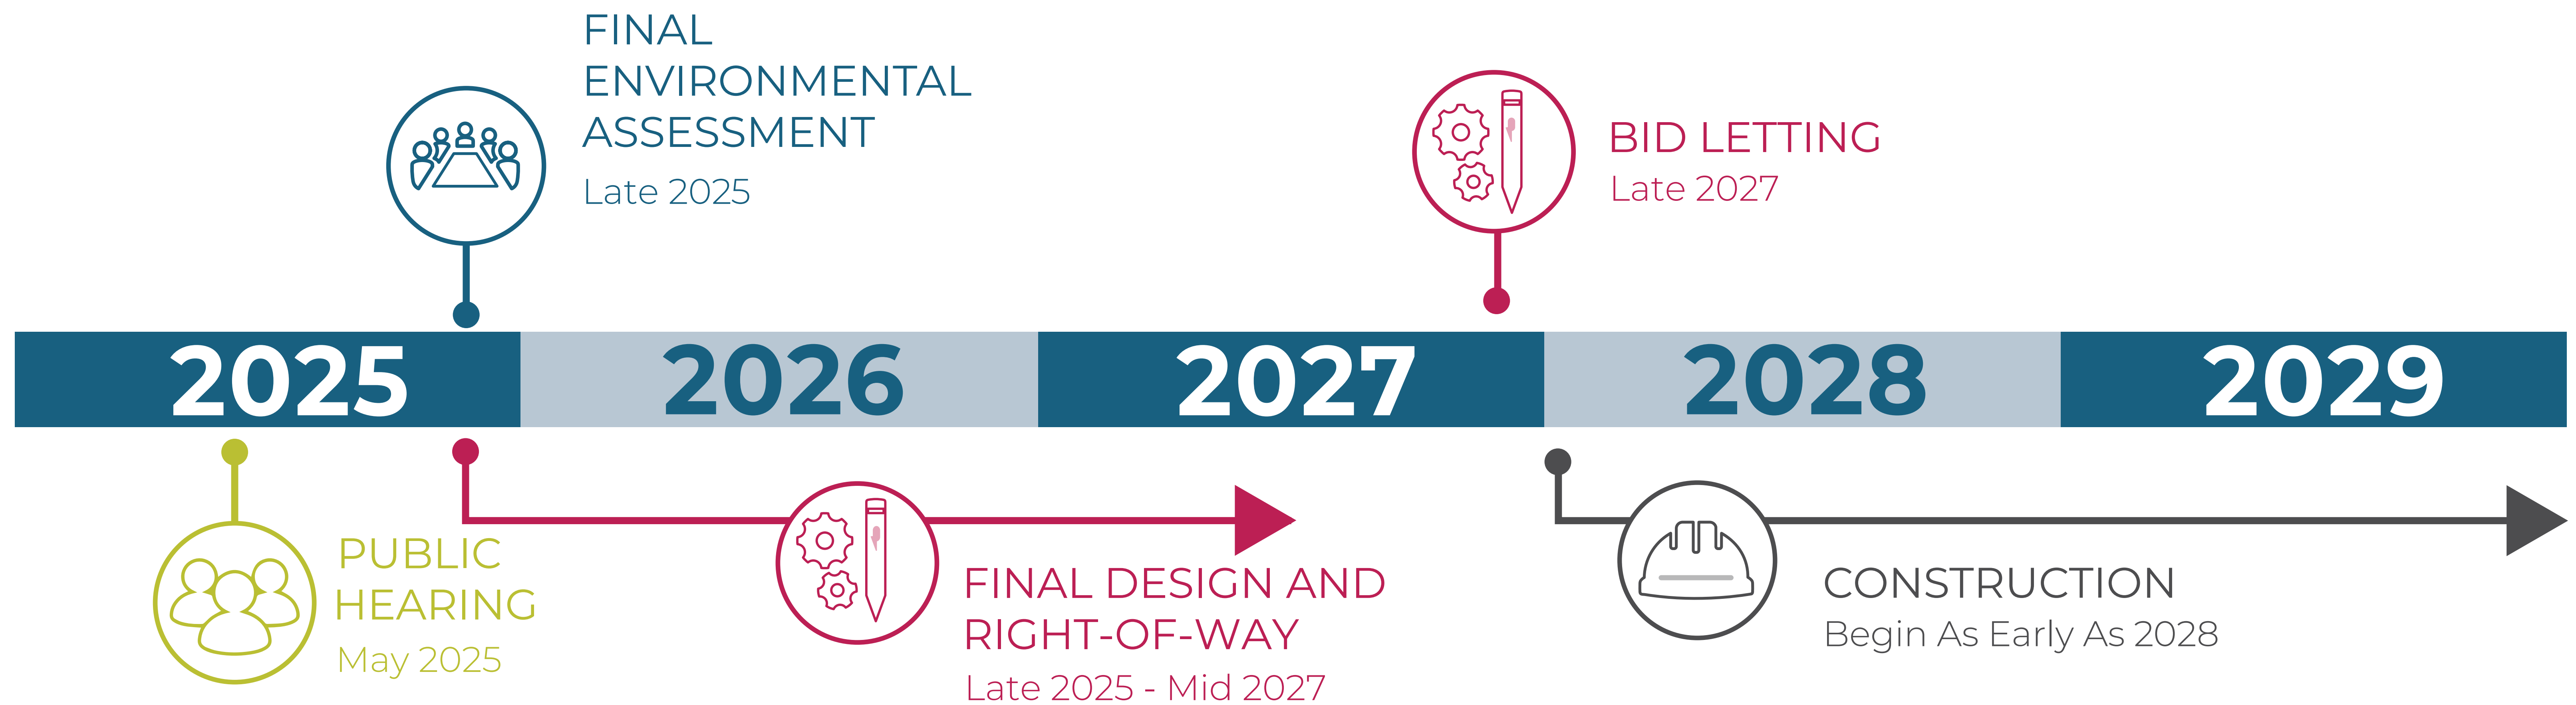 FINAL
ENVIRONMENTAL
ASSESSMENT
Late 2025
BID LETTING
Late 2027
2025
2026
2027
2028
2029
PUBLIC
HEARING
May 2025
FINAL DESIGN AND
RIGHT-OF-WAY
Late 2025 - Mid 2027
CONSTRUCTION
Begin As Early As 2028